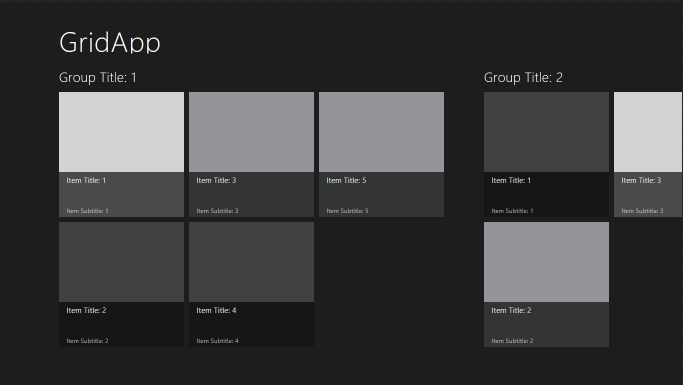 GridApp
Group Title: 1
Item Title: 1
Item Subtitle: 1
Item Title: 3
Item Subtitle: 3
Item Title: 5
Item Subtitle: 5
Item Title: 2
Item Subtitle: 2
Item Title: 4
Item Subtitle: 4
Group Title: 2
Item Title: 1
Item Subtitle: 1
Item Title: 3
Item Subtitle: 3
Item Title: 2
Item Subtitle: 2